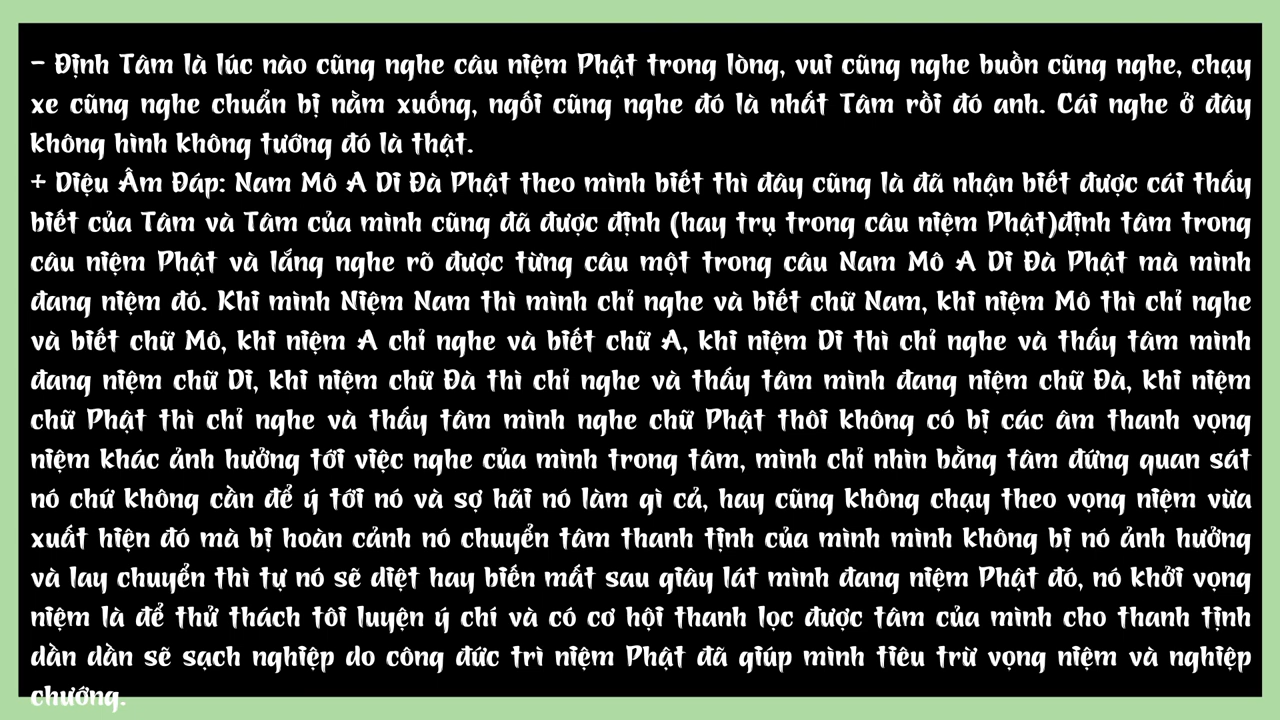 – Định Tâm là lúc nào cũng nghe câu niệm Phật trong lòng, vui cũng nghe buồn cũng nghe, chạy
xe cũng nghe chuẩn bị nằm xuống, ngối cũng nghe đó là nhất Tâm rồi đó anh. Cái nghe ở đây
không hình không tướng đó là thật.
+ Diệu Âm Đáp: Nam Mô A Di Đà Phật theo mình biết thì đây cũng là đã nhận biết được cái thấy
biết của Tâm và Tâm của mình cũng đã được định (hay trụ trong câu niệm Phật)định tâm trong
câu niệm Phật và lắng nghe rõ được từng câu một trong câu Nam Mô A Di Đà Phật mà mình
đang niệm đó. Khi mình Niệm Nam thì mình chỉ nghe và biết chữ Nam, khi niệm Mô thì chỉ nghe
và biết chữ Mô, khi niệm A chỉ nghe và biết chữ A, khi niệm Di thì chỉ nghe và thấy tâm mình
đang niệm chữ Di, khi niệm chữ Đà thì chỉ nghe và thấy tâm mình đang niệm chữ Đà, khi niệm
chữ Phật thì chỉ nghe và thấy tâm mình nghe chữ Phật thôi không có bị các âm thanh vọng
niệm khác ảnh hưởng tới việc nghe của mình trong tâm, mình chỉ nhìn bằng tâm đứng quan sát
nó chứ không cần để ý tới nó và sợ hãi nó làm gì cả, hay cũng không chạy theo vọng niệm vừa
xuất hiện đó mà bị hoàn cảnh nó chuyển tâm thanh tịnh của mình mình không bị nó ảnh hưởng
và lay chuyển thì tự nó sẽ diệt hay biến mất sau giây lát mình đang niệm Phật đó, nó khởi vọng
niệm là để thử thách tôi luyện ý chí và có cơ hội thanh lọc được tâm của mình cho thanh tịnh
dần dần sẽ sạch nghiệp do công đức trì niệm Phật đã giúp mình tiêu trừ vọng niệm và nghiệp
chướng.